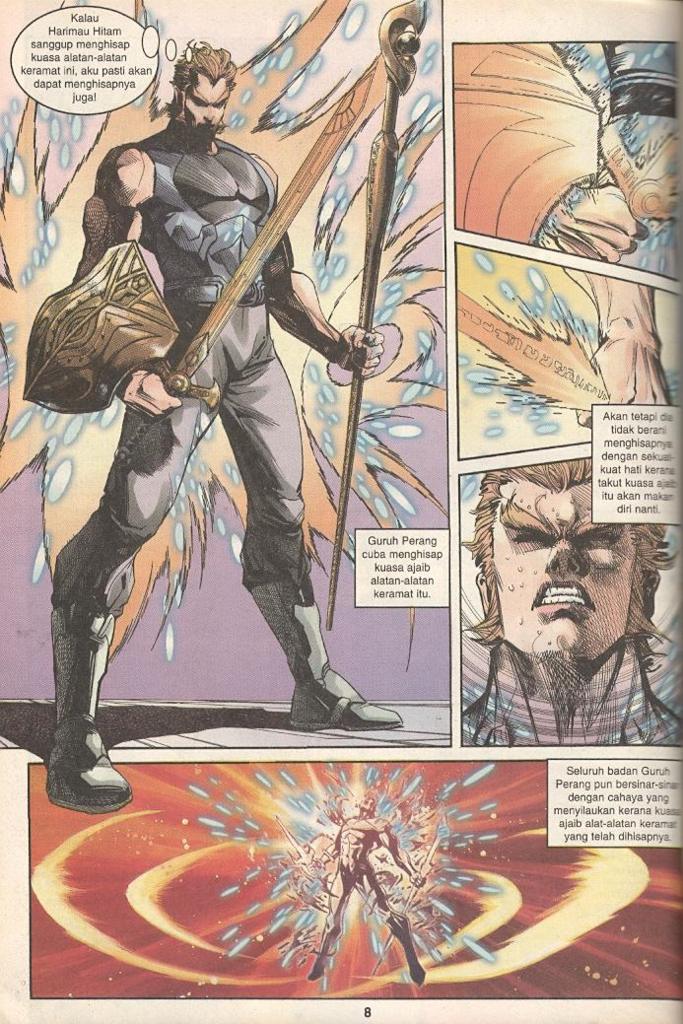 Kalau
Harimau Hitam
sanggup menghisap
kuasa alatan-alatan
keramat ini, aku pasti akan
dapat menghisapnya
juga!
Guruh Perang
cuba menghisap
kuasa ajaib
alatan-alatan
keramat itu.
Akan tetapi dia
tidak berani
menghisapnya
dengan sekuat-
kuat hati kerana
takut kuasa ajaib
itu akan makan
diri nanti.
Seluruh badan Guruh
Perang pun bersinar-sinar
dengan cahaya yang
menyilaukan kerana kuasa
ajaib alat-alatan keramat
yang telah dihisapnya.
8